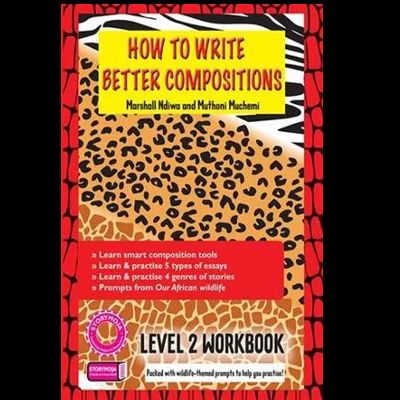 HOW TO WRITE
BETTER COMPOSITIONS
Marshall Ndiwa and Muthoni Muchemi
» Learn smart composition tools
» Learn & practise 5 types of essays
» Learn & practise 4 genres of stories
» Prompts from Our African wildlife
STORYMOJA
LEVEL 2 WORKBOOK
STORYMOJA
Packed with wildlife-themed prompts to help you practise!